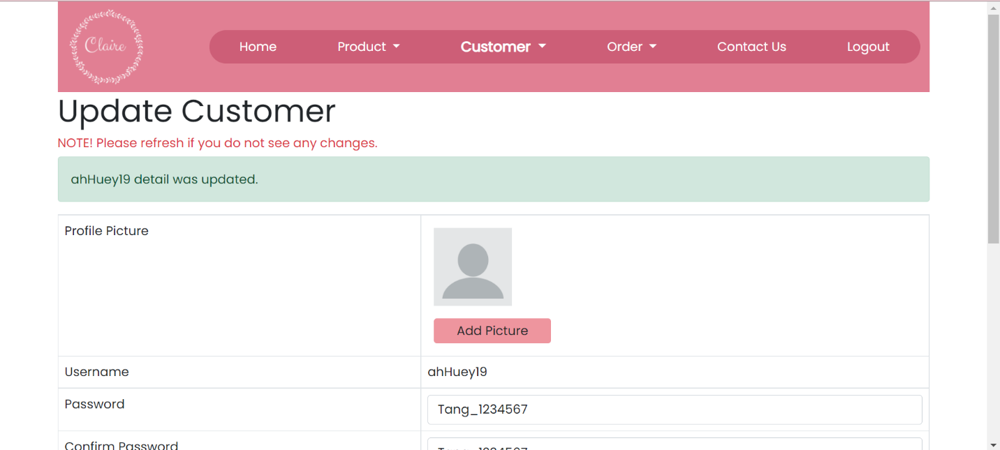 Claire
Home Product Customer Order Contact Us Logout
Update Customer
NOTE! Please refresh if you do not see any changes.
ahHuey19 detail was updated.
Profile Picture
Add Picture
Username ahHuey19
Password Tang_1234567
Confirm Password Tang_1234567